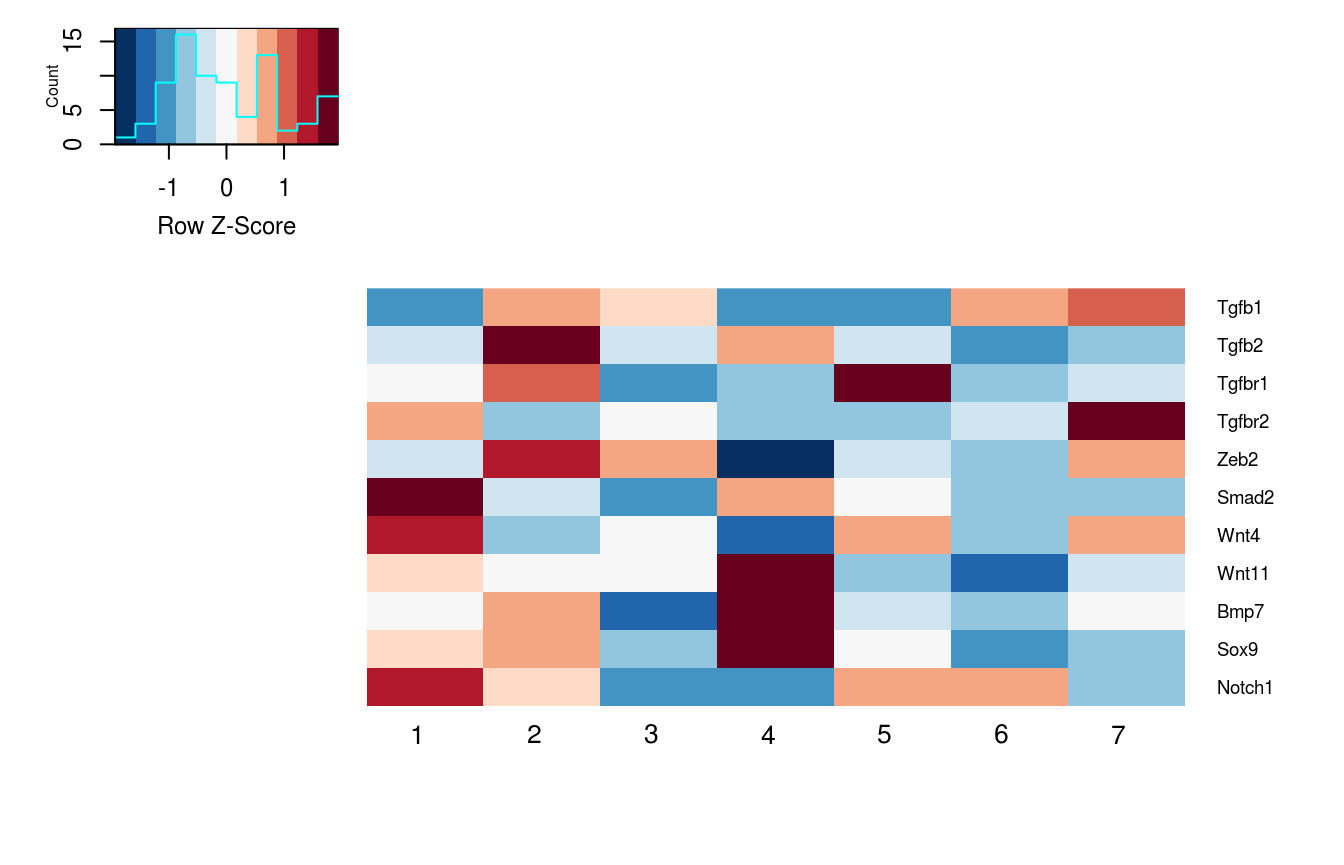 Count
0
5
15
-1 0 1
Row Z-Score
Tgfb1
Tgfb2
Tgfbr1
Tgfbr2
Zeb2
Smad2
Wnt4
Wnt11
Bmp7
Sox9
Notch1
1 2 3 4 5 6 7